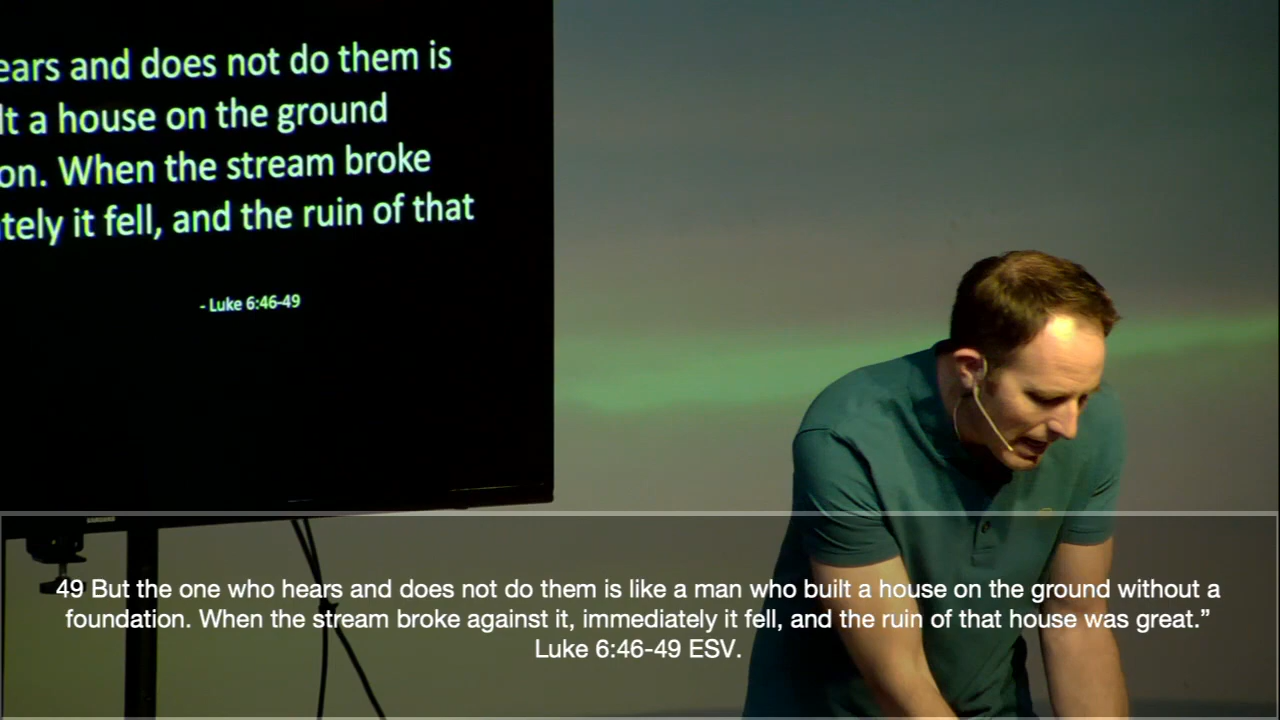 ears and does not do them is
lt a house on the ground
on. When the stream broke
tely it fell, and the ruin of that
- Luke 6:46-49
SAMSUNG
49 But the one who hears and does not do them is like a man who built a house on the ground without a
foundation. When the stream broke against it, immediately it fell, and the ruin of that house was great.”
Luke 6:46-49 ESV.